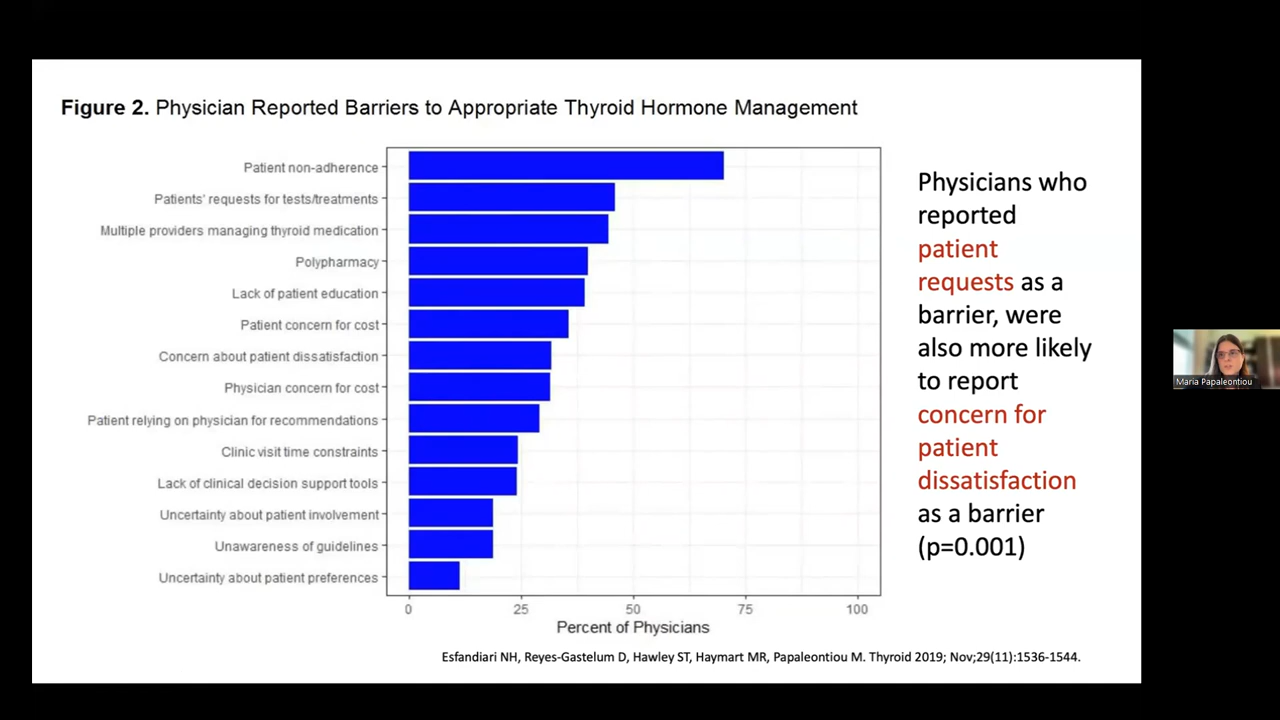 Figure 2. Physician Reported Barriers to Appropriate Thyroid Hormone Management
Patient non-adherence
Patients' requests for tests/treatments
Multiple providers managing thyroid medication
Polypharmacy
Lack of patient education
Patient concern for cost
Concern about patient dissatisfaction
Physician concern for cost
Patient relying on physician for recommendations
Clinic visit time constraints
Lack of clinical decision support tools
Uncertainty about patient involvement
Unawareness of guidelines
Uncertainty about patient preferences
0 25 50 75 100
Percent of Physicians
Physicians who
reported
patient
requests as a
barrier, were
also more likely
to report
concern for
patient
dissatisfaction
as a barrier
(p=0.001)
Esfandiari NH, Reyes-Gastelum D, Hawley ST, Haymart MR, Papaleontiou M. Thyroid 2019; Nov;29(11):1536-1544.
Maria Papaleontiou